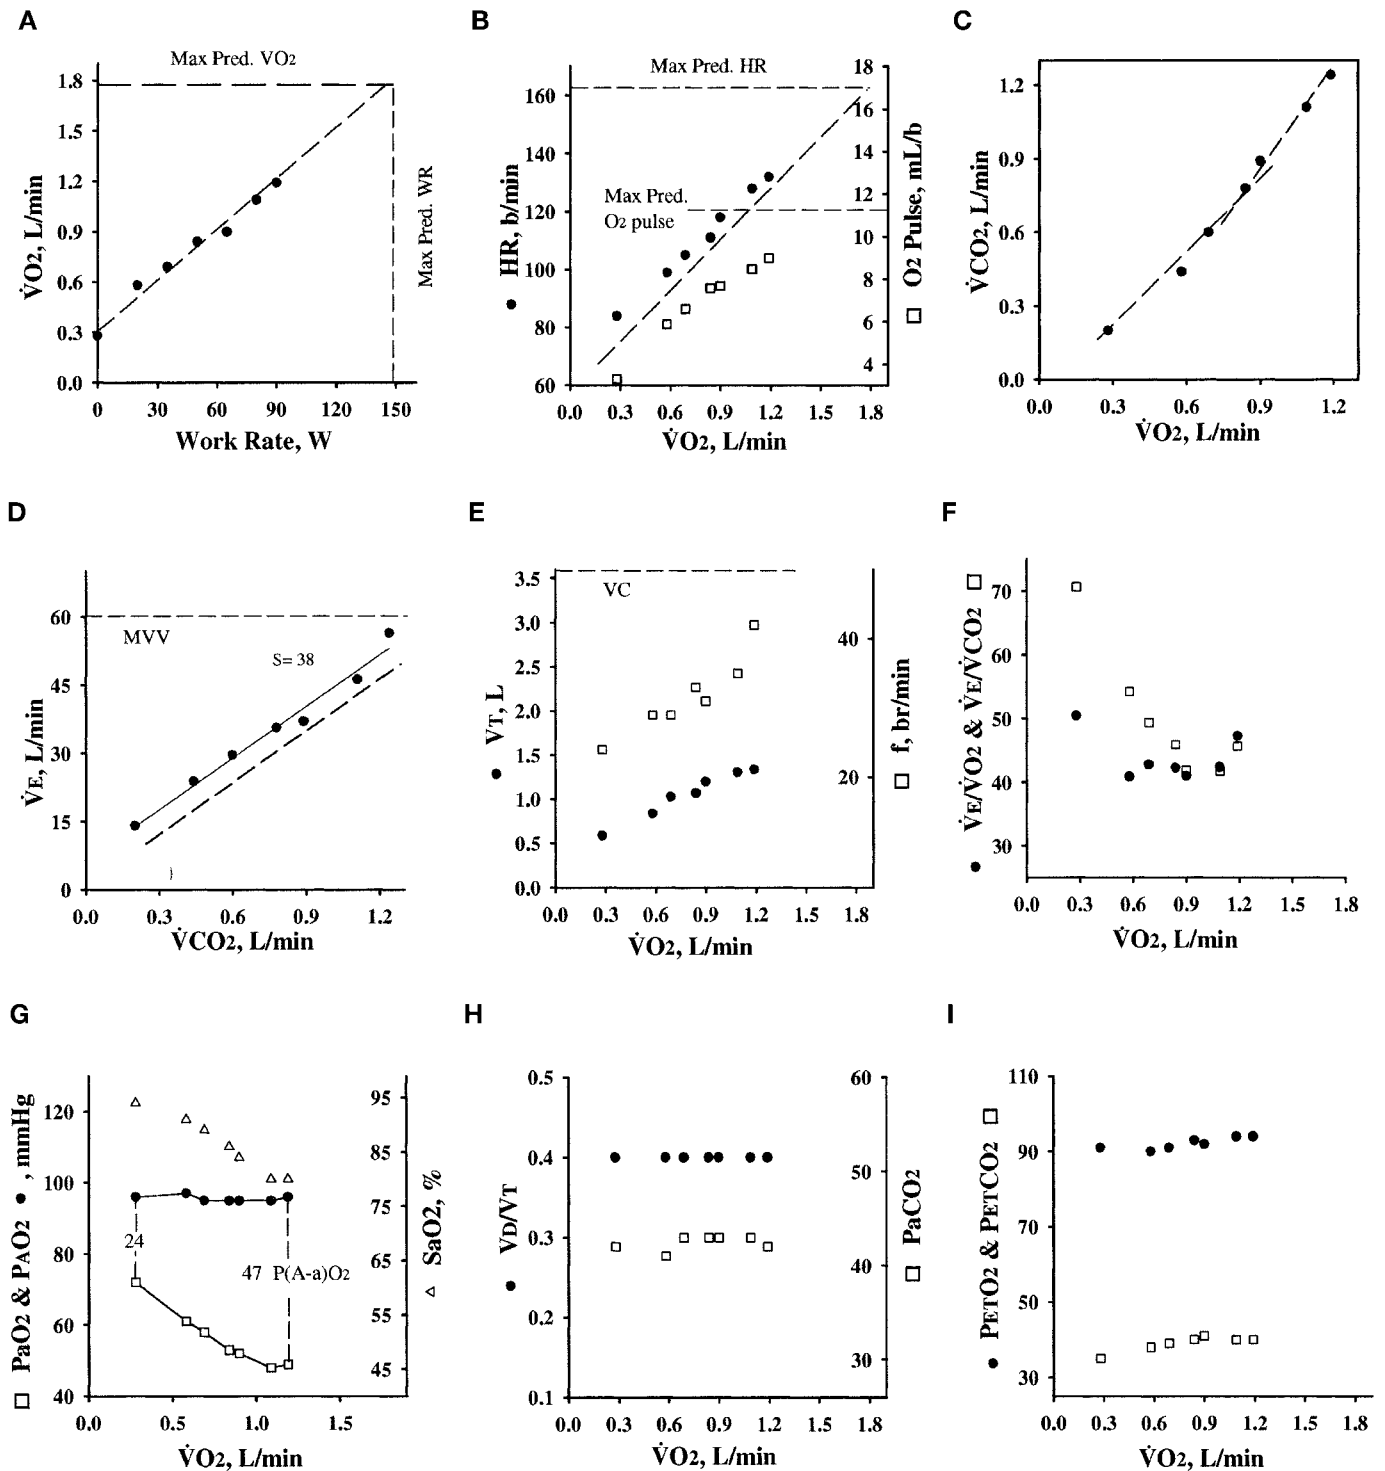 A
Max Pred. V̇O2
1.8
1.5
1.2
0.9
0.6
0.3
0.0
V̇O2, L/min
Max Pred. WR
0 30 60 90 120 150
Work Rate, W
B
Max Pred. HR
160
140
120
100
80
60
● HR, b/min
Max Pred.
O2 pulse
18
16
14
12
10
8
6
4
□ O2 Pulse, mL/b
0.0 0.3 0.6 0.9 1.2 1.5 1.8
V̇O2, L/min
C
1.2
0.9
0.6
0.3
0.0
V̇CO2, L/min
0.0 0.3 0.6 0.9 1.2
V̇O2, L/min
D
60
45
30
15
0
V̇E, L/min
MVV
S= 38
0.0 0.3 0.6 0.9 1.2
V̇CO2, L/min
E
3.5
3.0
2.5
2.0
1.5
1.0
0.5
0.0
● VT, L
VC
40
20
□ f, br/min
0.0 0.3 0.6 0.9 1.2 1.5 1.8
V̇O2, L/min
F
70
60
50
40
30
● V̇E/V̇O2 & V̇E/V̇CO2 □
0.0 0.3 0.6 0.9 1.2 1.5 1.8
V̇O2, L/min
G
120
100
80
60
40
□ PaO2 & PAO2 ● , mmHg
24
47 P(A-a)O2
95
85
75
65
55
45
△ SaO2, %
0.0 0.5 1.0 1.5
V̇O2, L/min
H
0.5
0.4
0.3
0.2
0.1
● VD/VT
60
50
40
30
□ PaCO2
0.0 0.3 0.6 0.9 1.2 1.5 1.8
V̇O2, L/min
I
110
90
70
50
30
● PETO2 & PETCO2 □
0.0 0.3 0.6 0.9 1.2 1.5 1.8
V̇O2, L/min